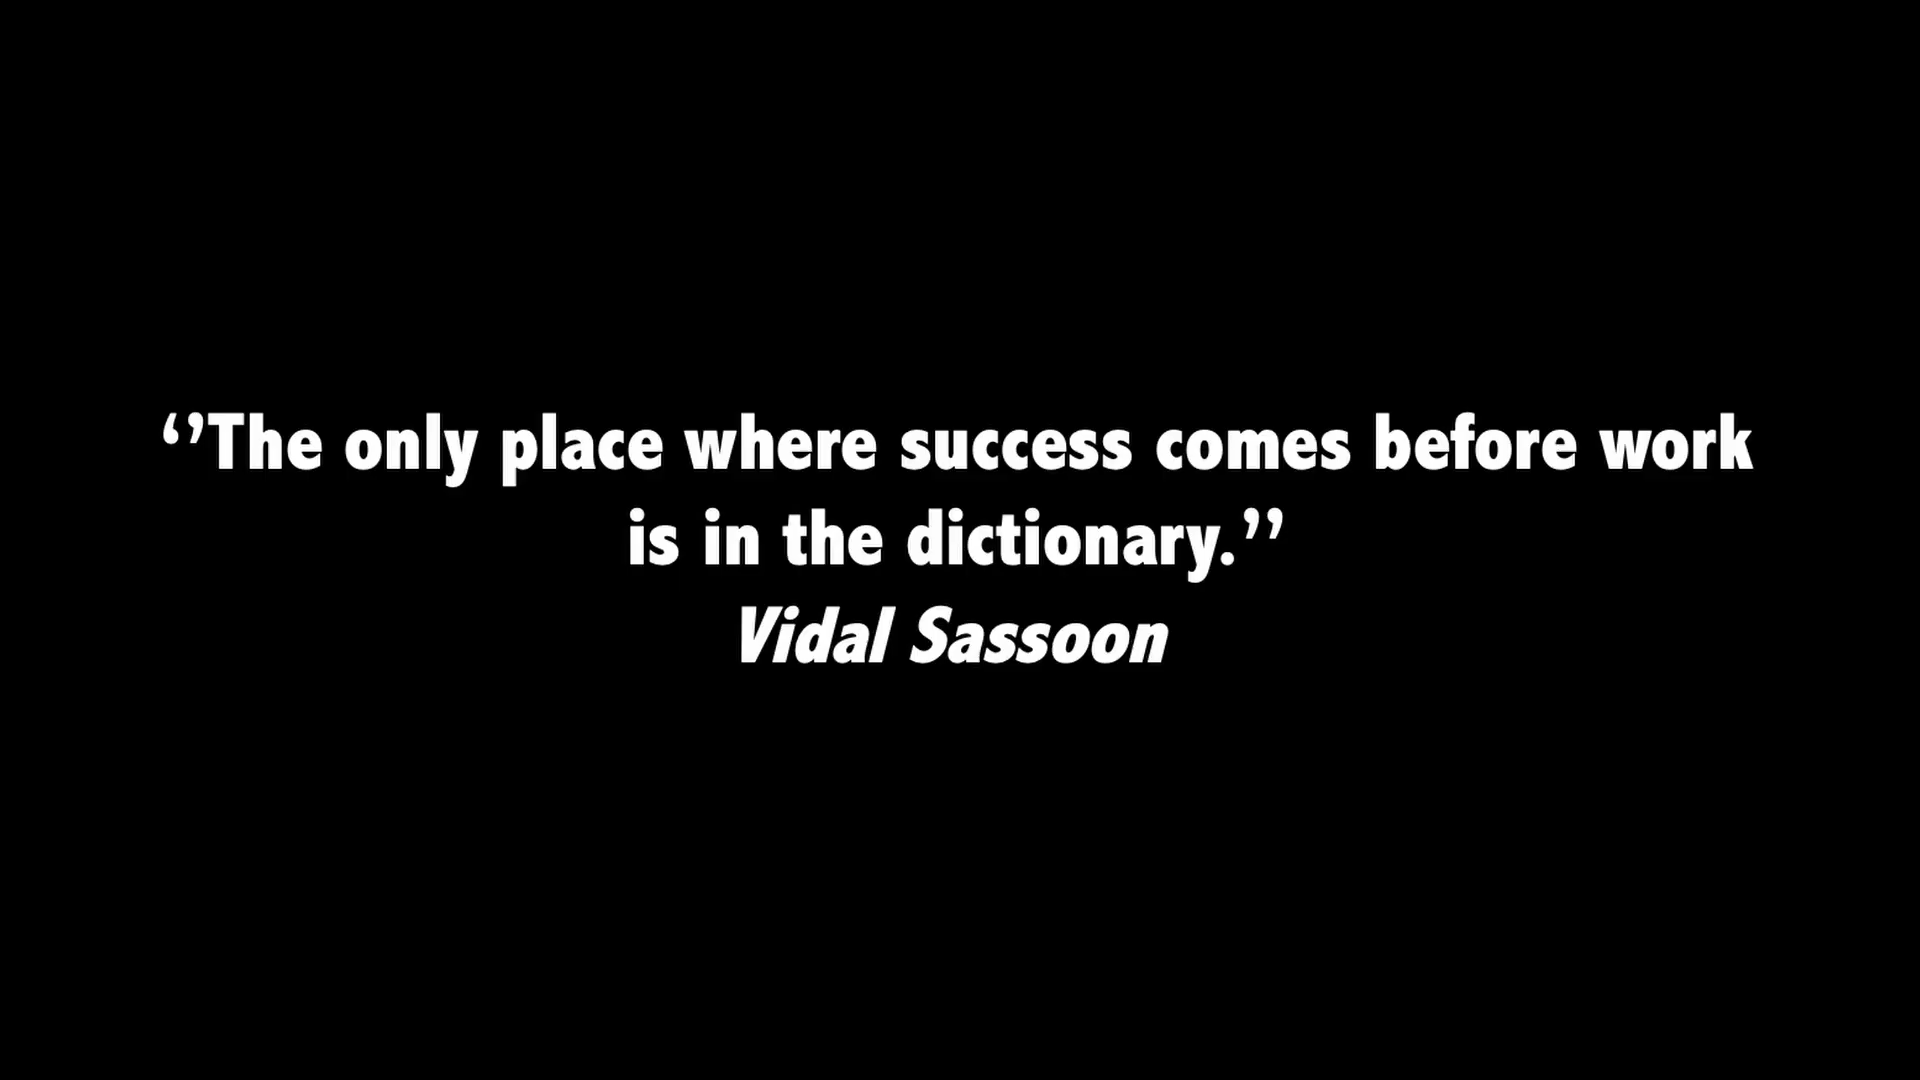 ‘’The only place where success comes before work
is in the dictionary.’’
Vidal Sassoon